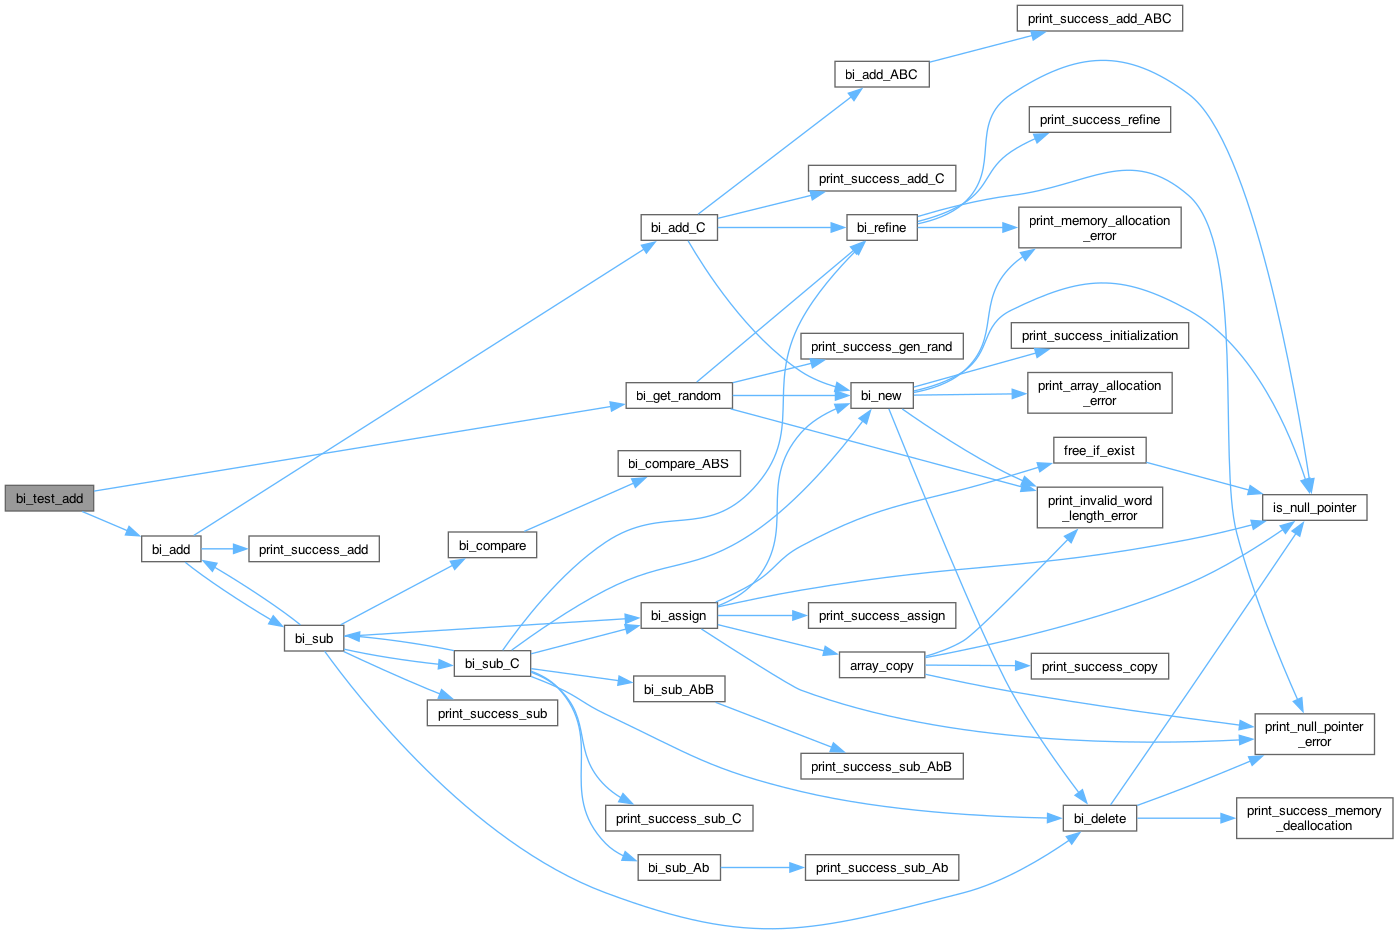 print_success_add_ABC
bi_add_ABC
print_success_refine
print_success_add_C
bi_add_C
bi_refine
print_memory_allocation
_error
print_success_gen_rand
print_success_initialization
bi_get_random
bi_new
print_array_allocation
_error
bi_compare_ABS
free_if_exist
bi_test_add
print_invalid_word
_length_error
is_null_pointer
bi_add
print_success_add
bi_compare
bi_sub
bi_assign
print_success_assign
bi_sub_C
array_copy
print_success_copy
bi_sub_AbB
print_success_sub
print_null_pointer
_error
print_success_sub_AbB
print_success_sub_C
bi_delete
print_success_memory
_deallocation
bi_sub_Ab
print_success_sub_Ab